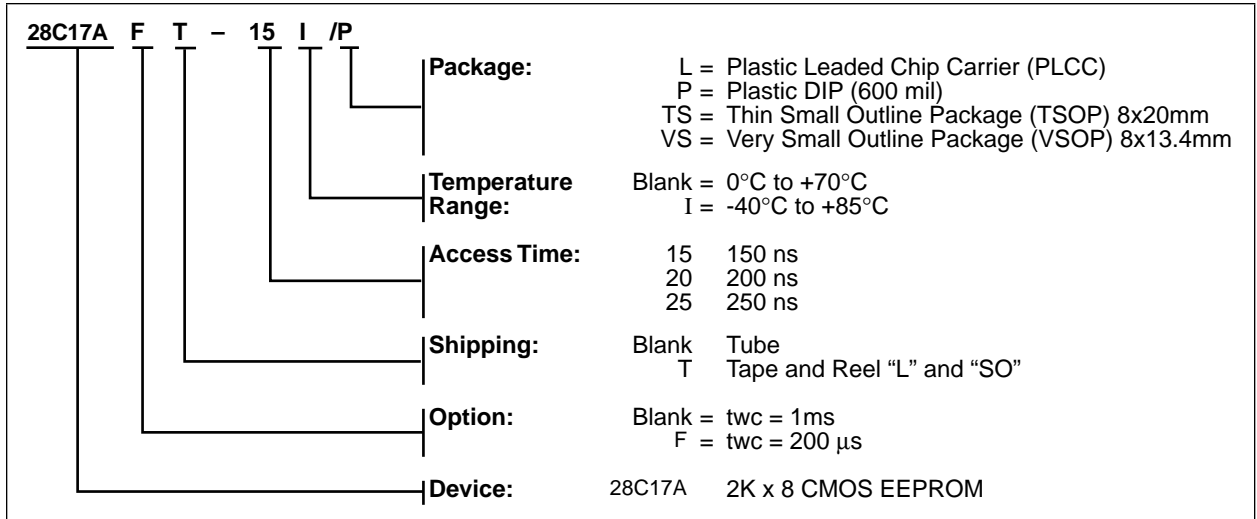 28C17A F T – 15 I /P
Package: L = Plastic Leaded Chip Carrier (PLCC)
P = Plastic DIP (600 mil)
TS = Thin Small Outline Package (TSOP) 8x20mm
VS = Very Small Outline Package (VSOP) 8x13.4mm
Temperature Blank = 0°C to +70°C
Range: I = -40°C to +85°C
Access Time: 15 150 ns
20 200 ns
25 250 ns
Shipping: Blank Tube
T Tape and Reel “L” and “SO”
Option: Blank = twc = 1ms
F = twc = 200 μs
Device: 28C17A 2K x 8 CMOS EEPROM